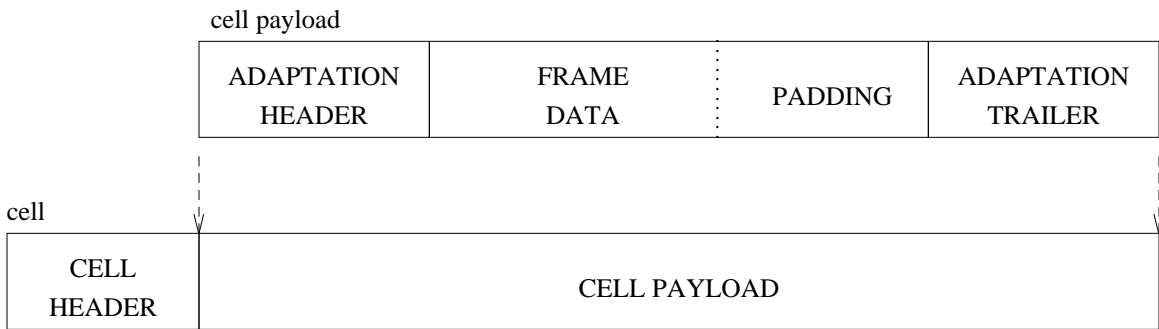 cell payload
ADAPTATION HEADER
FRAME DATA
PADDING
ADAPTATION TRAILER
cell
CELL HEADER
CELL PAYLOAD